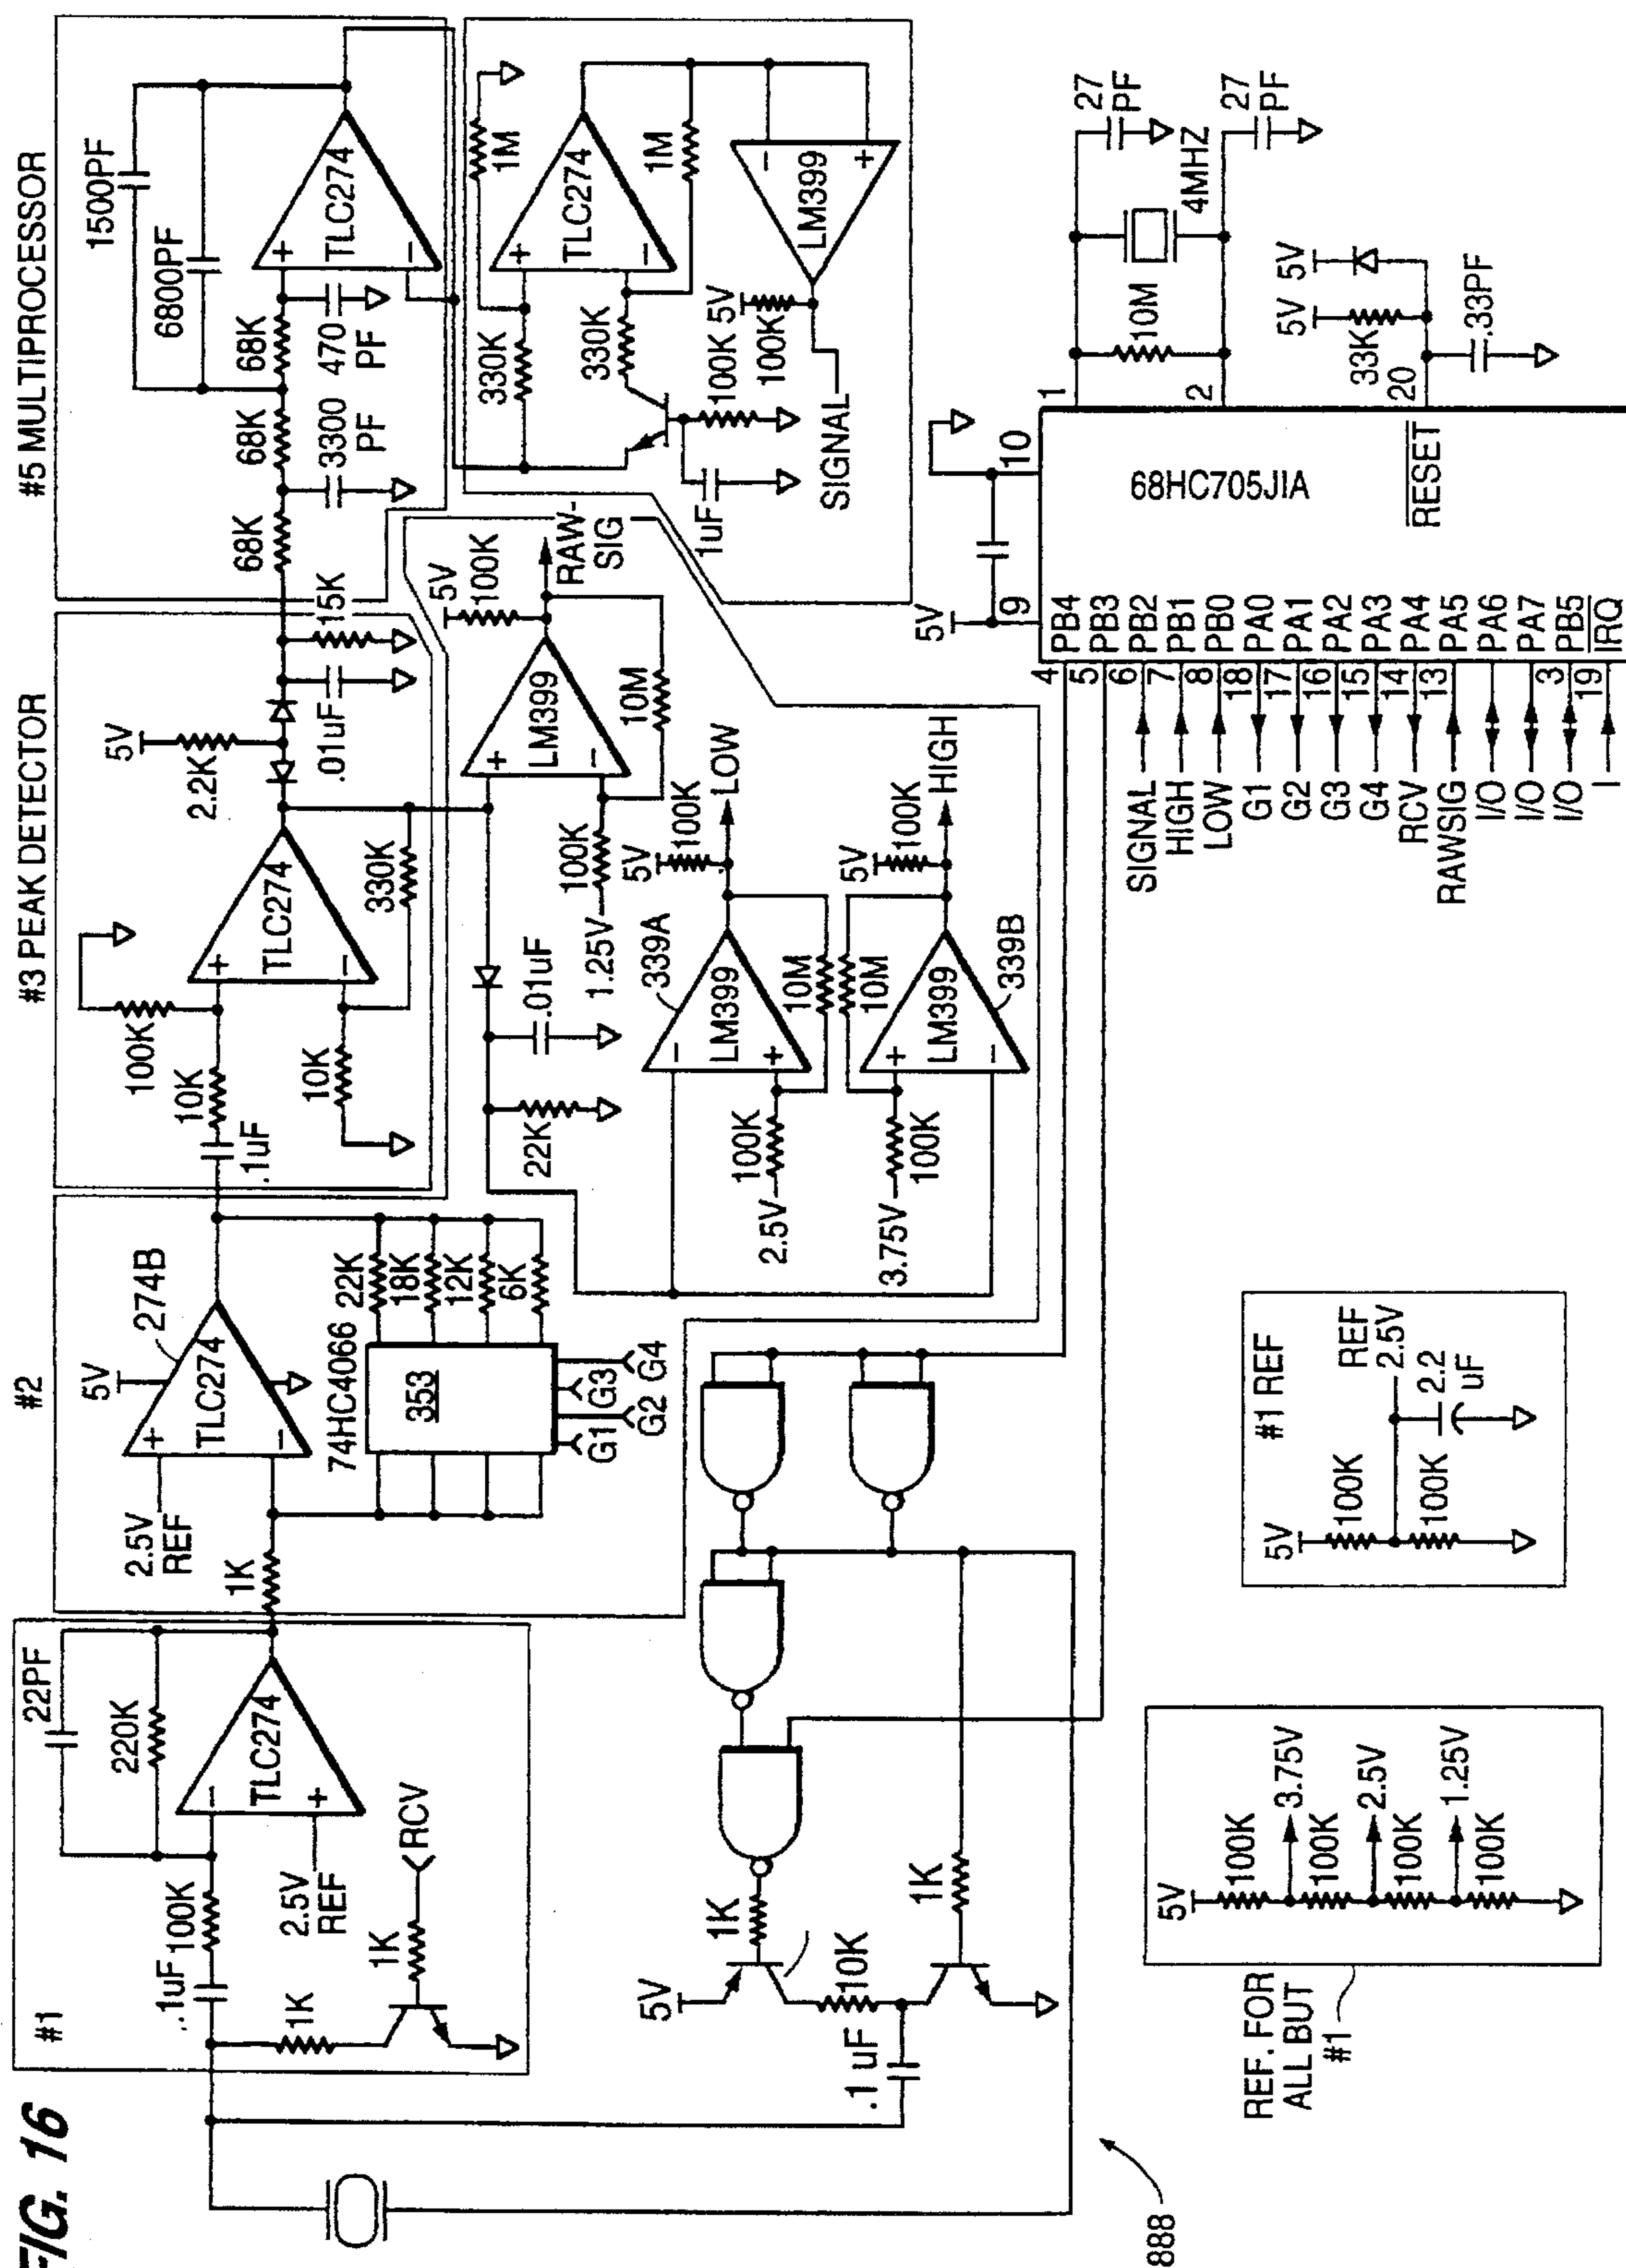 FIG. 16
#1
22PF
220K
TLC274
−
+
.1uF
100K
2.5V
REF
1K
1K
RCV
#2
5V
274B
TLC274
+
−
2.5V
REF
1K
74HC4066
353
22K
18K
12K
6K
G1
G2
G3
G4
#3 PEAK DETECTOR
100K
10K
.1uF
10K
TLC274
+
−
330K
5V
2.2K
.01uF
15K
#5 MULTIPROCESSOR
1500PF
6800PF
68K
68K
68K
3300
PF
470
PF
TLC274
+
−
1M
330K
330K
TLC274
+
−
1M
100K
5V
100K
1uF
SIGNAL
LM399
−
+
5V
100K
RAW-
SIG
LM399
+
−
10M
100K
1.25V
.01uF
22K
339A
LM399
−
+
5V
100K
LOW
10M
100K
2.5V
5V
100K
HIGH
10M
LM399
+
−
339B
3.75V
100K
5V
1K
10K
.1 uF
1K
888
5V
9
10
68HC705JIA
RESET
1
2
20
10M
4MHZ
27
PF
27
PF
5V
5V
33K
.33PF
SIGNAL
HIGH
LOW
G1
G2
G3
G4
RCV
RAWSIG
I/O
I/O
I/O
I
4
5
6
7
8
18
17
16
15
14
13
3
19
PB4
PB3
PB2
PB1
PB0
PA0
PA1
PA2
PA3
PA4
PA5
PA6
PA7
PB5
IRQ
REF. FOR
ALL BUT
#1
5V
100K
3.75V
100K
2.5V
100K
1.25V
100K
#1 REF
5V
100K
100K
REF
2.5V
2.2
uF